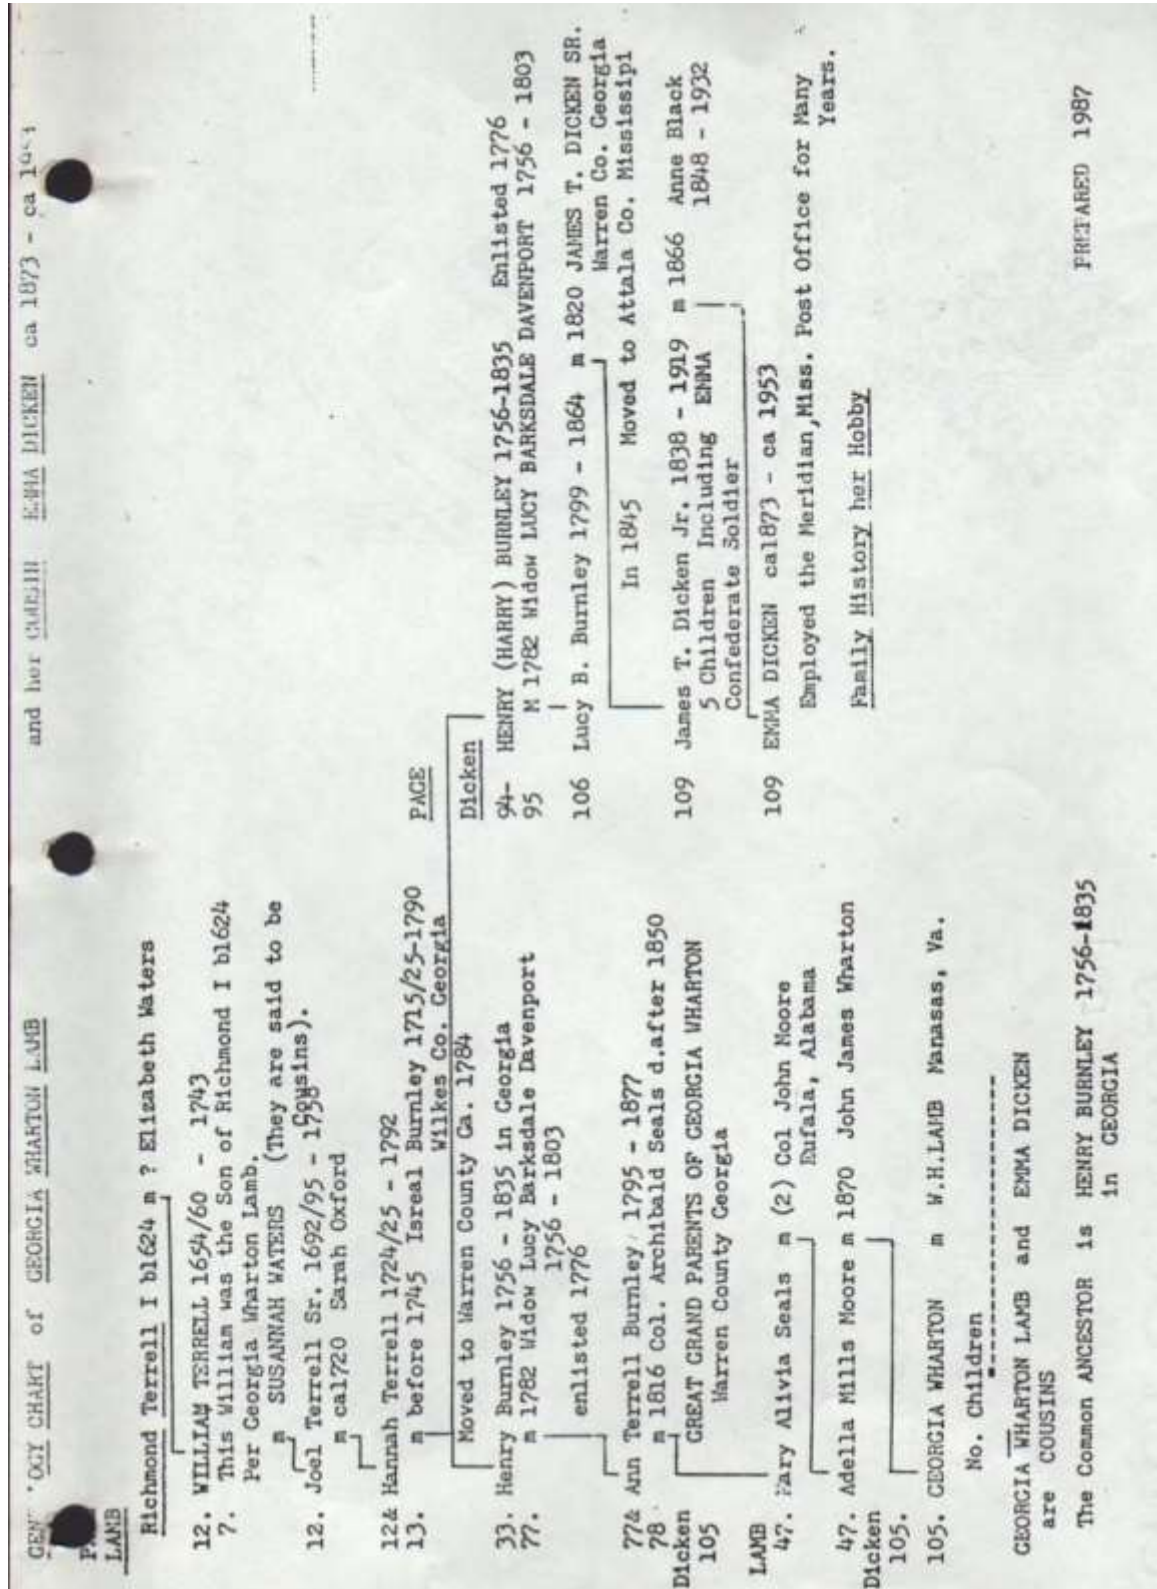 GEN OGY CHART of GEORGIA WHARTON LAMB and her COUSIN EMMA DICKEN ca 1873 - ca
LAMB
Richmond Terrell I b1624 m ? Elizabeth Waters
12. WILLIAM TERRELL 1654/60 - 1743
7. This William was the Son of Richmond I b1624
Per Georgia Wharton Lamb.
m SUSANNAH WATERS (They are said to be
Cousins).
12. Joel Terrell Sr. 1692/95 - 1758
m ca1720 Sarah Oxford
12& Hannah Terrell 1724/25 - 1792
13. m before 1745 Isreal Burnley 1715/25-1790
Wilkes Co. Georgia
Moved to Warren County Ca. 1784
33. Henry Burnley 1756 - 1835 in Georgia
77. m 1782 Widow Lucy Barksdale Davenport
1756 - 1803
enlisted 1776
77& Ann Terrell Burnley 1795 - 1877
78 m 1816 Col. Archibald Seals d.after 1850
Dicken
105 GREAT GRAND PARENTS OF GEORGIA WHARTON
Warren County Georgia
LAMB
47. Mary Alivia Seals m (2) Col John Moore
Eufala, Alabama
47. Adella Mills Moore m 1870 John James Wharton
Dicken
105.
105. GEORGIA WHARTON m W.H.LAMB Manasas, Va.
No. Children
GEORGIA WHARTON LAMB and EMMA DICKEN
are COUSINS
The Common ANCESTOR is HENRY BURNLEY 1756-1835
in GEORGIA
PAGE
Dicken
94- HENRY (HARRY) BURNLEY 1756-1835 Enlisted 1776
95 M 1782 Widow LUCY BARKSDALE DAVENPORT 1756 - 1803
106 Lucy B. Burnley 1799 - 1864 m 1820 JAMES T. DICKEN SR.
Warren Co. Georgia
In 1845 Moved to Attala Co. Mississipi
109 James T. Dicken Jr. 1838 - 1919 m 1866 Anne Black
5 Children Including EMMA 1848 - 1932
Confederate Soldier
109 EMMA DICKEN ca1873 - ca 1953
Employed the Meridian,Miss. Post Office for Many
Years.
Family History her Hobby
PREPARED 1987